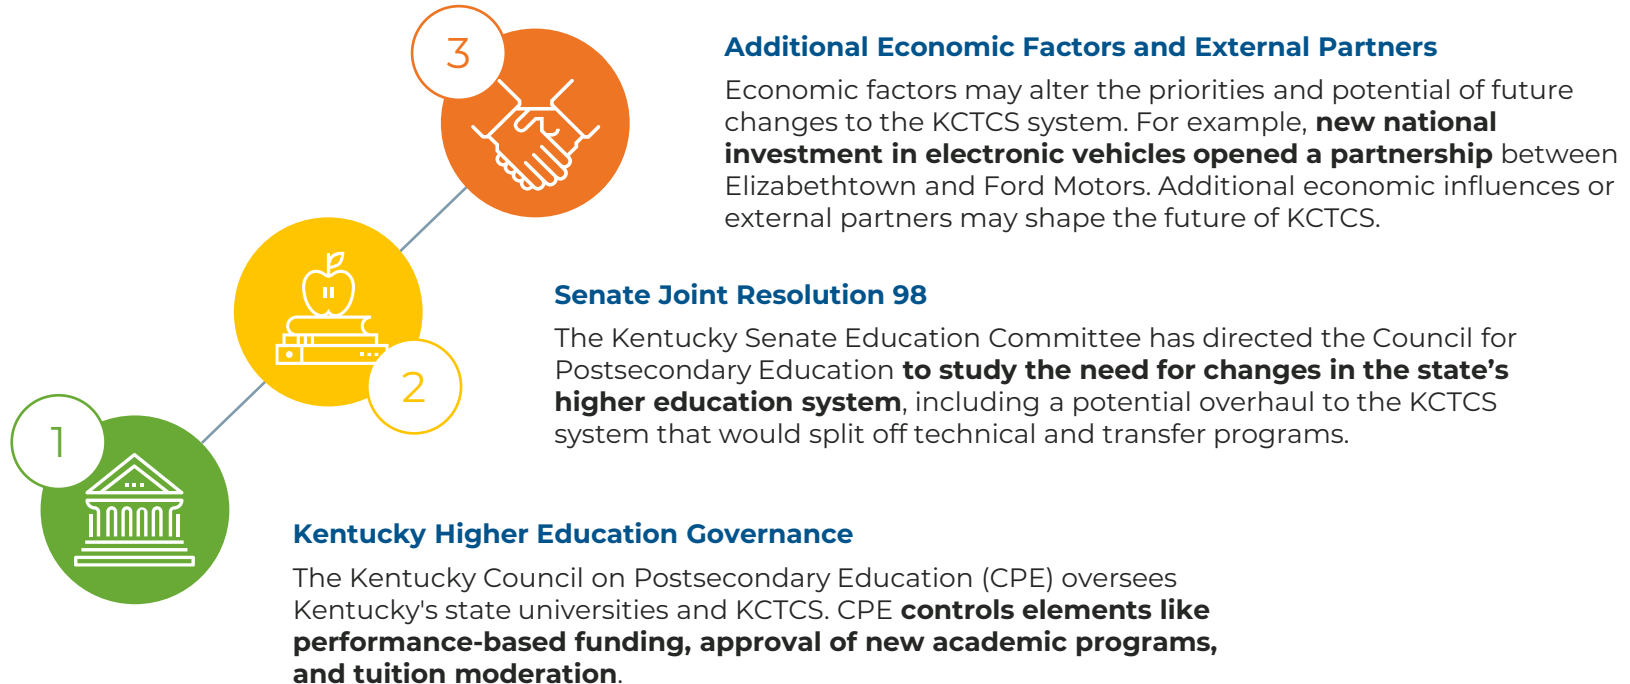 3
Additional Economic Factors and External Partners
Economic factors may alter the priorities and potential of future
changes to the KCTCS system. For example, new national
investment in electronic vehicles opened a partnership between
Elizabethtown and Ford Motors. Additional economic influences or
external partners may shape the future of KCTCS.
2
Senate Joint Resolution 98
The Kentucky Senate Education Committee has directed the Council for
Postsecondary Education to study the need for changes in the state’s
higher education system, including a potential overhaul to the KCTCS
system that would split off technical and transfer programs.
1
Kentucky Higher Education Governance
The Kentucky Council on Postsecondary Education (CPE) oversees
Kentucky's state universities and KCTCS. CPE controls elements like
performance-based funding, approval of new academic programs,
and tuition moderation.